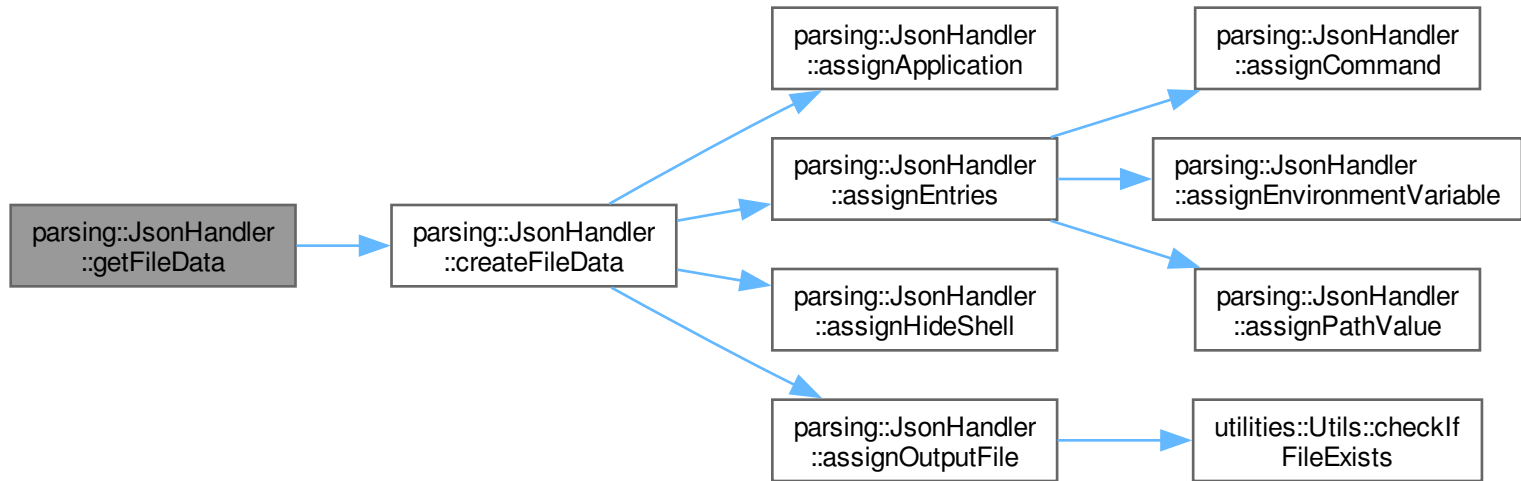 parsing::JsonHandler
::getFileData
parsing::JsonHandler
::createFileData
parsing::JsonHandler
::assignApplication
parsing::JsonHandler
::assignEntries
parsing::JsonHandler
::assignHideShell
parsing::JsonHandler
::assignOutputFile
parsing::JsonHandler
::assignCommand
parsing::JsonHandler
::assignEnvironmentVariable
parsing::JsonHandler
::assignPathValue
utilities::Utils::checkIf
FileExists